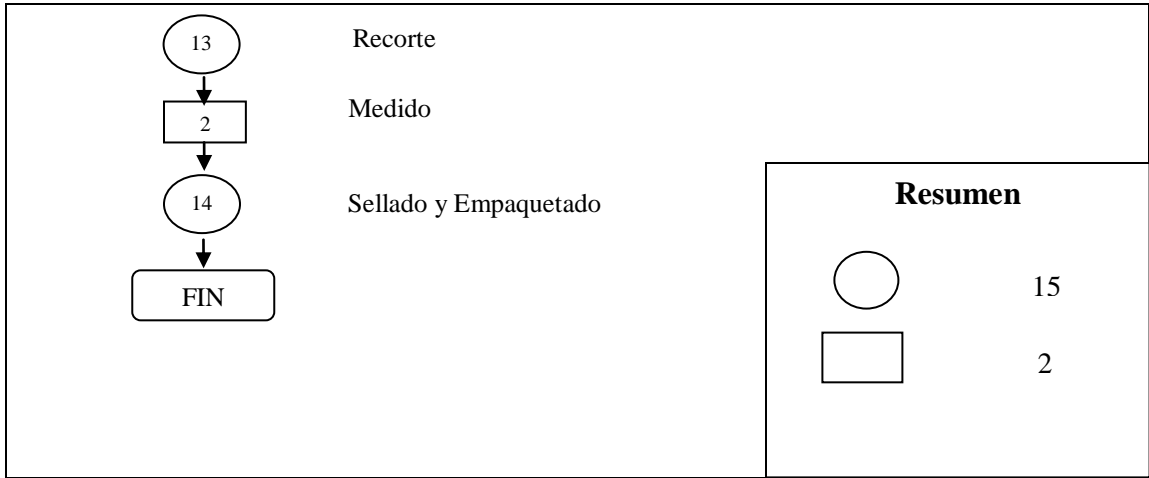 13 Recorte
2 Medido
14 Sellado y Empaquetado
FIN
Resumen
15
2